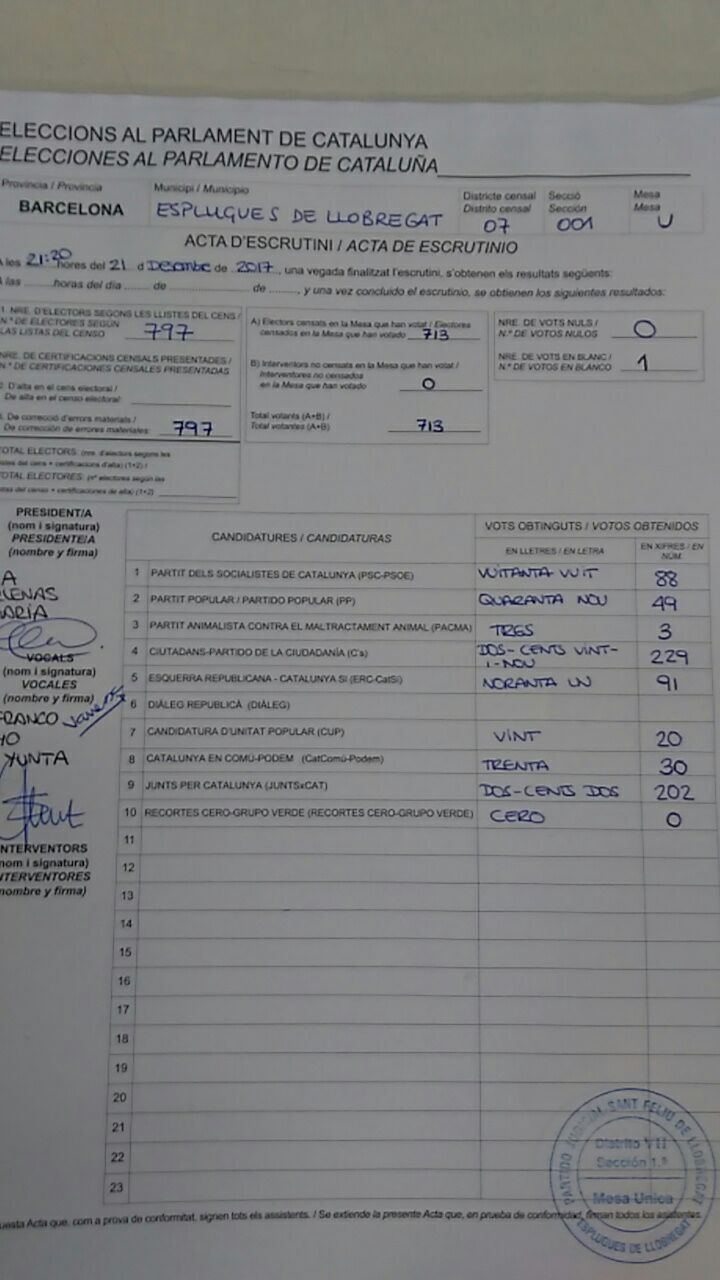 ELECCIONS AL PARLAMENT DE CATALUNYA
ELECCIONES AL PARLAMENTO DE CATALUÑA
Provincia / Provincia
BARCELONA
Municipi / Municipio
ESPLUGUES DE LLOBREGAT
Districte censal
Distrito censal
07
Secció
Sección
001
Mesa
Mesa
U
ACTA D'ESCRUTINI / ACTA DE ESCRUTINIO
A les 21:30 hores del 21 d Desembre de 2017, una vegada finalitzat l'escrutini, s'obtenen els resultats següents:
A las ........ horas del día ........ de ........ de ........, y una vez concluido el escrutinio, se obtienen los siguientes resultados:
1. NRE. D'ELECTORS SEGONS LES LLISTES DEL CENS /
N.º DE ELECTORES SEGÚN
LAS LISTAS DEL CENSO 797
NRE. DE CERTIFICACIONS CENSALS PRESENTADES /
N.º DE CERTIFICACIONES CENSALES PRESENTADAS
D'alta en el cens electoral /
De alta en el censo electoral:
De correcció d'errors materials /
De corrección de errores materiales: 797
TOTAL ELECTORS: (nre. d'electors segons les
llistes del cens + certificacions d'alta) (1+2) /
TOTAL ELECTORES: (nº electores según las
listas del censo + certificaciones de alta) (1+2)
A) Electors censats en la Mesa que han votat / Electores
censados en la Mesa que han votado 713
B) Interventors no censats en la Mesa que han votat /
Interventores no censados
en la Mesa que han votado 0
Total votants (A+B) /
Total votantes (A+B) 713
NRE. DE VOTS NULS /
N.º DE VOTOS NULOS 0
NRE. DE VOTS EN BLANC /
N.º DE VOTOS EN BLANCO 1
PRESIDENT/A
(nom i signatura)
PRESIDENTE/A
(nombre y firma)
VOCALS
(nom i signatura)
VOCALES
(nombre y firma)
FRANCO
YO
YUNTA
INTERVENTORS
(nom i signatura)
INTERVENTORES
(nombre y firma)
CANDIDATURES / CANDIDATURAS
VOTS OBTINGUTS / VOTOS OBTENIDOS
EN LLETRES / EN LETRA
EN XIFRES / EN NÚM.
1 PARTIT DELS SOCIALISTES DE CATALUNYA (PSC-PSOE) VUITANTA VUIT 88
2 PARTIT POPULAR / PARTIDO POPULAR (PP) QUARANTA NOU 49
3 PARTIT ANIMALISTA CONTRA EL MALTRACTAMENT ANIMAL (PACMA) TRES 3
4 CIUTADANS-PARTIDO DE LA CIUDADANÍA (C's) DOS-CENTS VINT-
I-NOU 229
5 ESQUERRA REPUBLICANA - CATALUNYA SÍ (ERC-CatSí) NORANTA UN 91
6 DIÀLEG REPUBLICÀ (DIÀLEG)
7 CANDIDATURA D'UNITAT POPULAR (CUP) VINT 20
8 CATALUNYA EN COMÚ-PODEM (CatComú-Podem) TRENTA 30
9 JUNTS PER CATALUNYA (JUNTSxCAT) DOS-CENTS DOS 202
10 RECORTES CERO-GRUPO VERDE (RECORTES CERO-GRUPO VERDE) CERO 0
11
12
13
14
15
16
17
18
19
20
21
22
23
PARTIDO JUDICIAL SANT FELIU DE LLOBREGAT
Distrito VII
Sección 1.ª
Mesa Unica
ESPLUGUES DE LLOBREGAT
questa Acta que, com a prova de conformitat, signen tots els assistents. / Se extiende la presente Acta que, en prueba de conformidad, firman todos los asistentes.